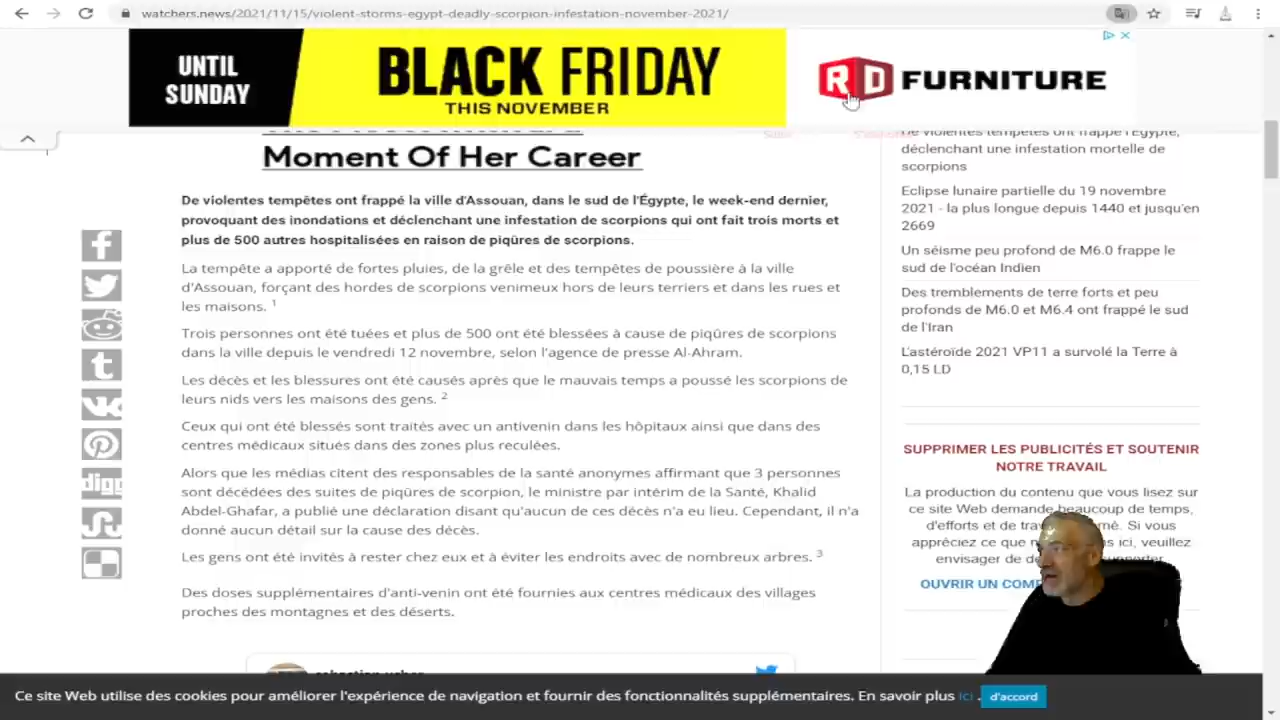 watchers.news/2021/11/15/violent-storms-egypt-deadly-scorpion-infestation-november-2021/
UNTIL
SUNDAY
BLACK FRIDAY
THIS NOVEMBER
RD FURNITURE
Moment Of Her Career
De violentes tempêtes ont frappé la ville d'Assouan, dans le sud de l'Égypte, le week-end dernier,
provoquant des inondations et déclenchant une infestation de scorpions qui ont fait trois morts et
plus de 500 autres hospitalisées en raison de piqûres de scorpions.
La tempête a apporté de fortes pluies, de la grêle et des tempêtes de poussière à la ville
d'Assouan, forçant des hordes de scorpions venimeux hors de leurs terriers et dans les rues et
les maisons. 1
Trois personnes ont été tuées et plus de 500 ont été blessées à cause de piqûres de scorpions
dans la ville depuis le vendredi 12 novembre, selon l'agence de presse Al-Ahram.
Les décès et les blessures ont été causés après que le mauvais temps a poussé les scorpions de
leurs nids vers les maisons des gens. 2
Ceux qui ont été blessés sont traités avec un antivenin dans les hôpitaux ainsi que dans des
centres médicaux situés dans des zones plus reculées.
Alors que les médias citent des responsables de la santé anonymes affirmant que 3 personnes
sont décédées des suites de piqûres de scorpion, le ministre par intérim de la Santé, Khalid
Abdel-Ghafar, a publié une déclaration disant qu'aucun de ces décès n'a eu lieu. Cependant, il n'a
donné aucun détail sur la cause des décès.
Les gens ont été invités à rester chez eux et à éviter les endroits avec de nombreux arbres. 3
Des doses supplémentaires d'anti-venin ont été fournies aux centres médicaux des villages
proches des montagnes et des déserts.
digg
De violentes tempêtes ont frappé l'Égypte,
déclenchant une infestation mortelle de
scorpions
Eclipse lunaire partielle du 19 novembre
2021 - la plus longue depuis 1440 et jusqu'en
2669
Un séisme peu profond de M6.0 frappe le
sud de l'océan Indien
Des tremblements de terre forts et peu
profonds de M6.0 et M6.4 ont frappé le sud
de l'Iran
L'astéroïde 2021 VP11 a survolé la Terre à
0,15 LD
SUPPRIMER LES PUBLICITÉS ET SOUTENIR
NOTRE TRAVAIL
La production du contenu que vous lisez sur
ce site Web demande beaucoup de temps,
d'efforts et de Si vous
appréciez ce que ici, veuillez
envisager de
OUVRIR UN
Ce site Web utilise des cookies pour améliorer l'expérience de navigation et fournir des fonctionnalités supplémentaires. En savoir plus ici . d'accord